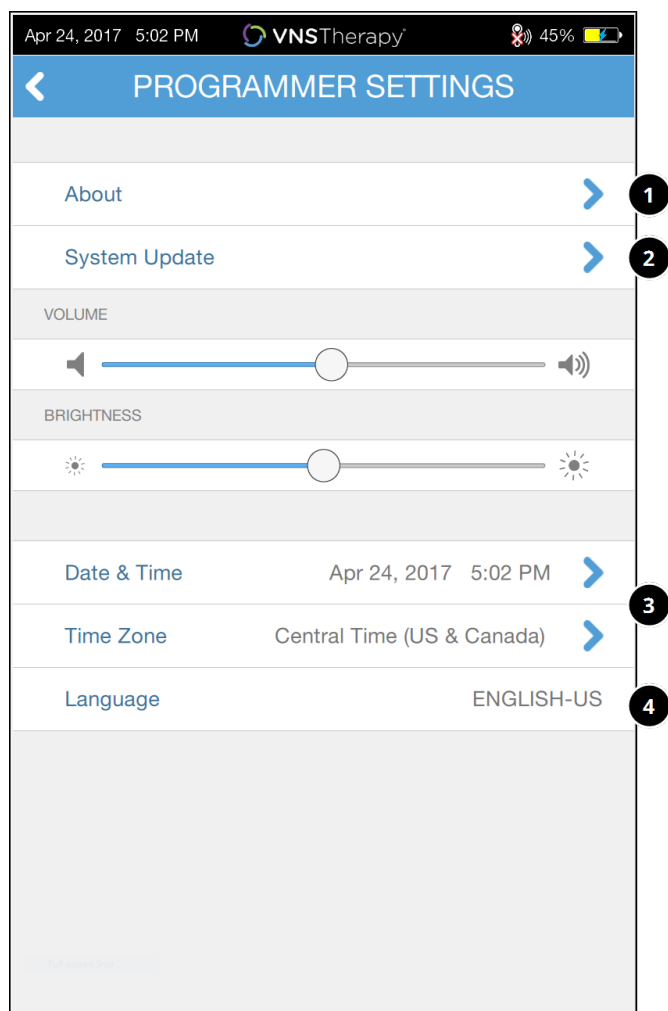 Apr 24, 2017 5:02 PM VNSTherapy 45%
PROGRAMMER SETTINGS
About 1
System Update 2
VOLUME
BRIGHTNESS
Date & Time Apr 24, 2017 5:02 PM
3
Time Zone Central Time (US & Canada)
Language ENGLISH-US 4